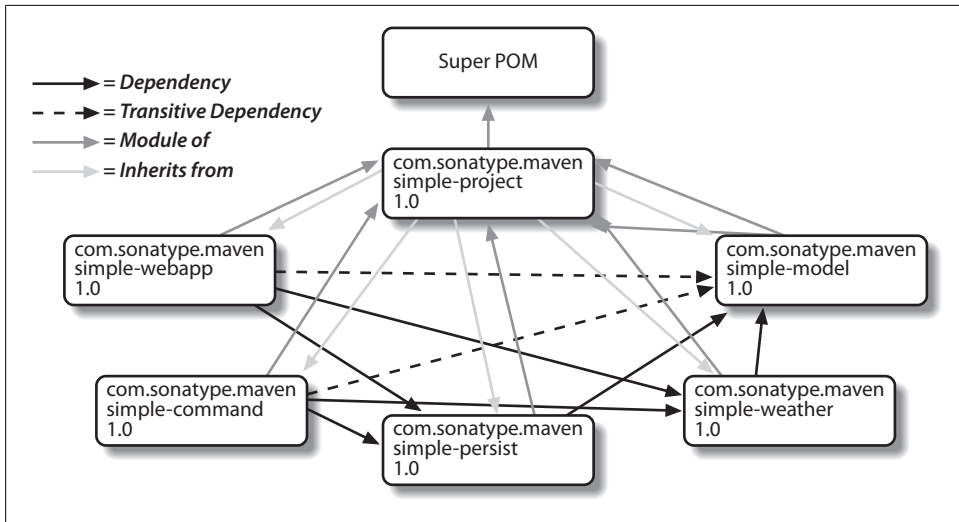 Super POM
= Dependency
= Transitive Dependency
= Module of
= Inherits from
com.sonatype.maven
simple-project
1.0
com.sonatype.maven
simple-webapp
1.0
com.sonatype.maven
simple-model
1.0
com.sonatype.maven
simple-command
1.0
com.sonatype.maven
simple-persist
1.0
com.sonatype.maven
simple-weather
1.0